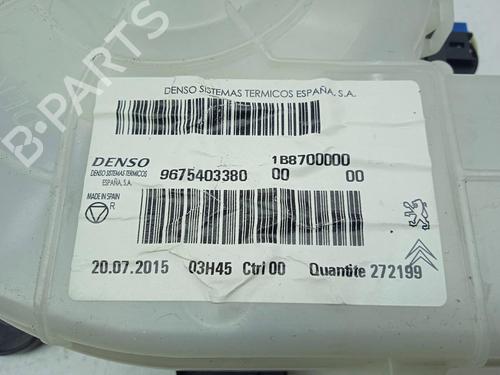 DENSO SISTEMAS TERMICOS ESPAÑA, S.A.
DENSO
DENSO SISTEMAS TERMICOS
ESPAÑA, S.A.
1B8700000
9675403380 00 00
MADE IN SPAIN
R
20.07.2015 03H45 Ctrl 00 Quantite 272199
B-PARTS